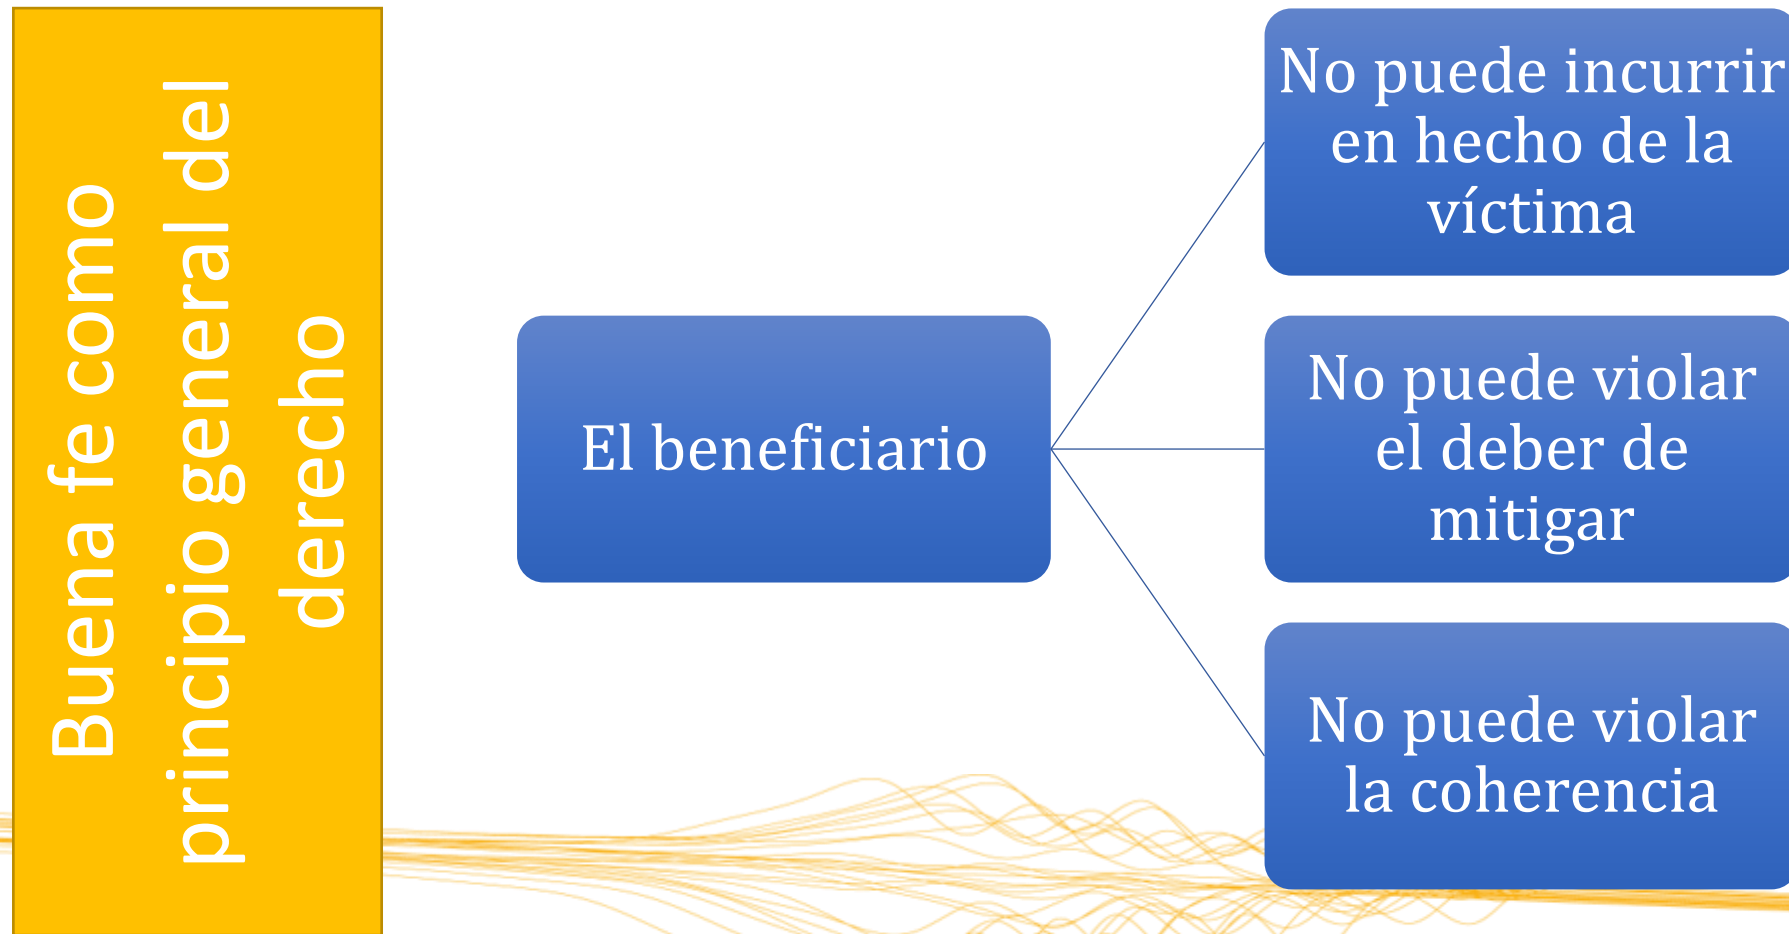 Buena fe como
principio general del
derecho
El beneficiario
No puede incurrir
en hecho de la
víctima
No puede violar
el deber de
mitigar
No puede violar
la coherencia